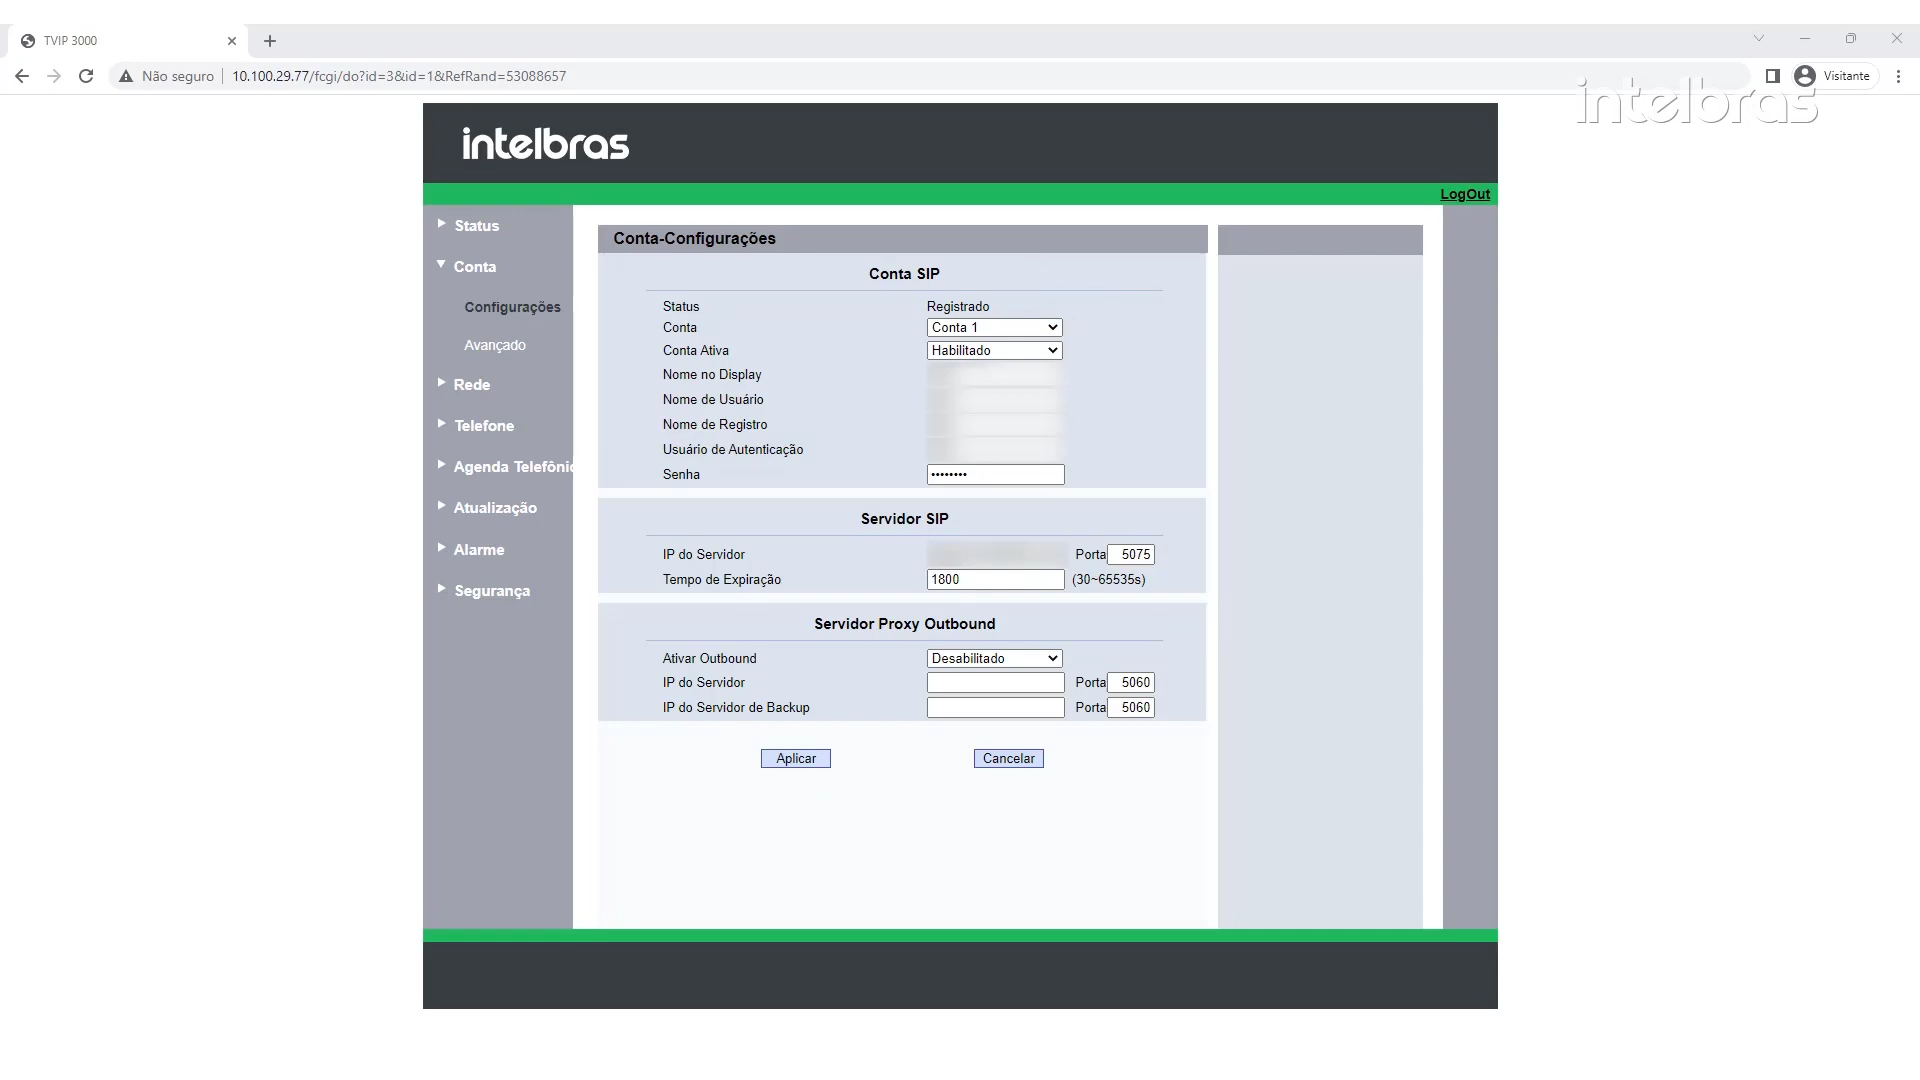 TVIP 3000
Não seguro
10.100.29.77/fcgi/do?id=3&id=1&RefRand=53088657
Visitante
intelbras
intelbras
LogOut
Status
Conta
Configurações
Avançado
Rede
Telefone
Agenda Telefônic
Atualização
Alarme
Segurança
Conta-Configurações
Conta SIP
Status Registrado
Conta Conta 1
Conta Ativa Habilitado
Nome no Display
Nome de Usuário
Nome de Registro
Usuário de Autenticação
Senha ••••••••
Servidor SIP
IP do Servidor Porta 5075
Tempo de Expiração 1800 (30~65535s)
Servidor Proxy Outbound
Ativar Outbound Desabilitado
IP do Servidor Porta 5060
IP do Servidor de Backup Porta 5060
Aplicar Cancelar